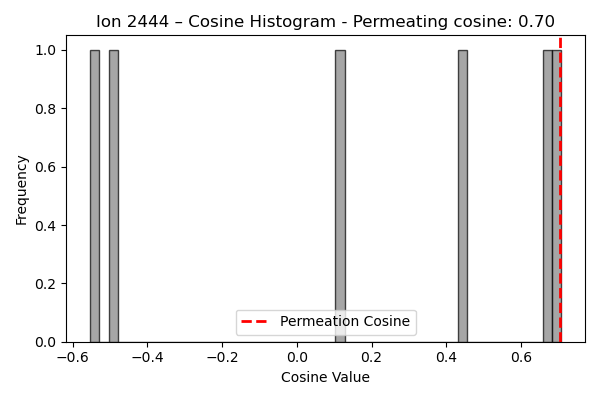 Ion 2444 – Cosine Histogram - Permeating cosine: 0.70
Frequency
1.0
0.8
0.6
0.4
0.2
0.0
Permeation Cosine
−0.6 −0.4 −0.2 0.0 0.2 0.4 0.6
Cosine Value